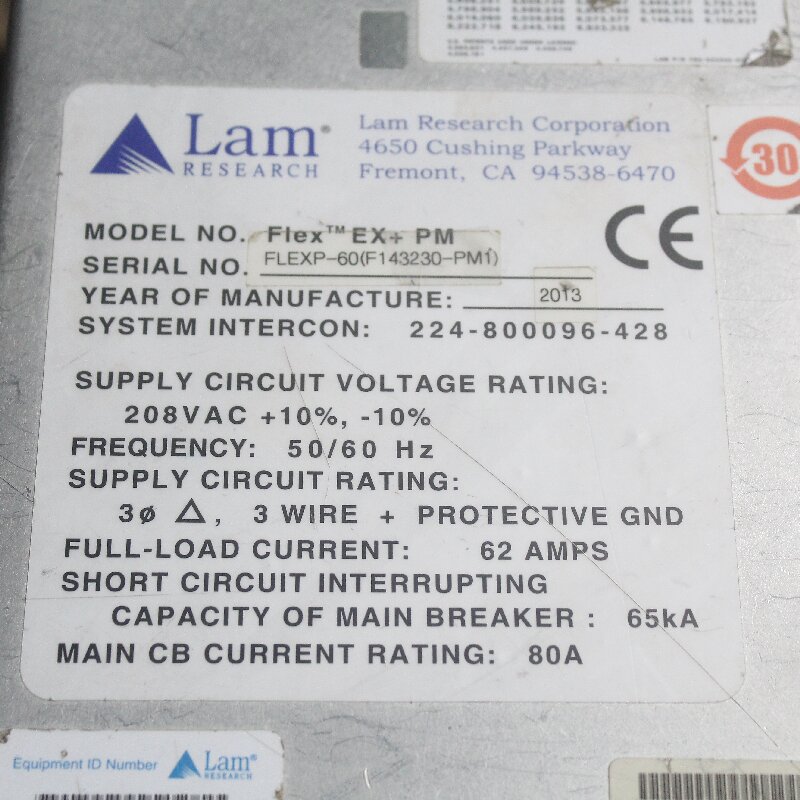 Lam
RESEARCH
Lam Research Corporation
4650 Cushing Parkway
Fremont, CA 94538-6470
30
MODEL NO. Flex™ EX+ PM
SERIAL NO. FLEXP-60(F143230-PM1)
YEAR OF MANUFACTURE: 2013
SYSTEM INTERCON: 224-800096-428
CE
SUPPLY CIRCUIT VOLTAGE RATING:
208VAC +10%, -10%
FREQUENCY: 50/60 Hz
SUPPLY CIRCUIT RATING:
3ø △, 3 WIRE + PROTECTIVE GND
FULL-LOAD CURRENT: 62 AMPS
SHORT CIRCUIT INTERRUPTING
CAPACITY OF MAIN BREAKER : 65kA
MAIN CB CURRENT RATING: 80A
Equipment ID Number Lam®
RESEARCH